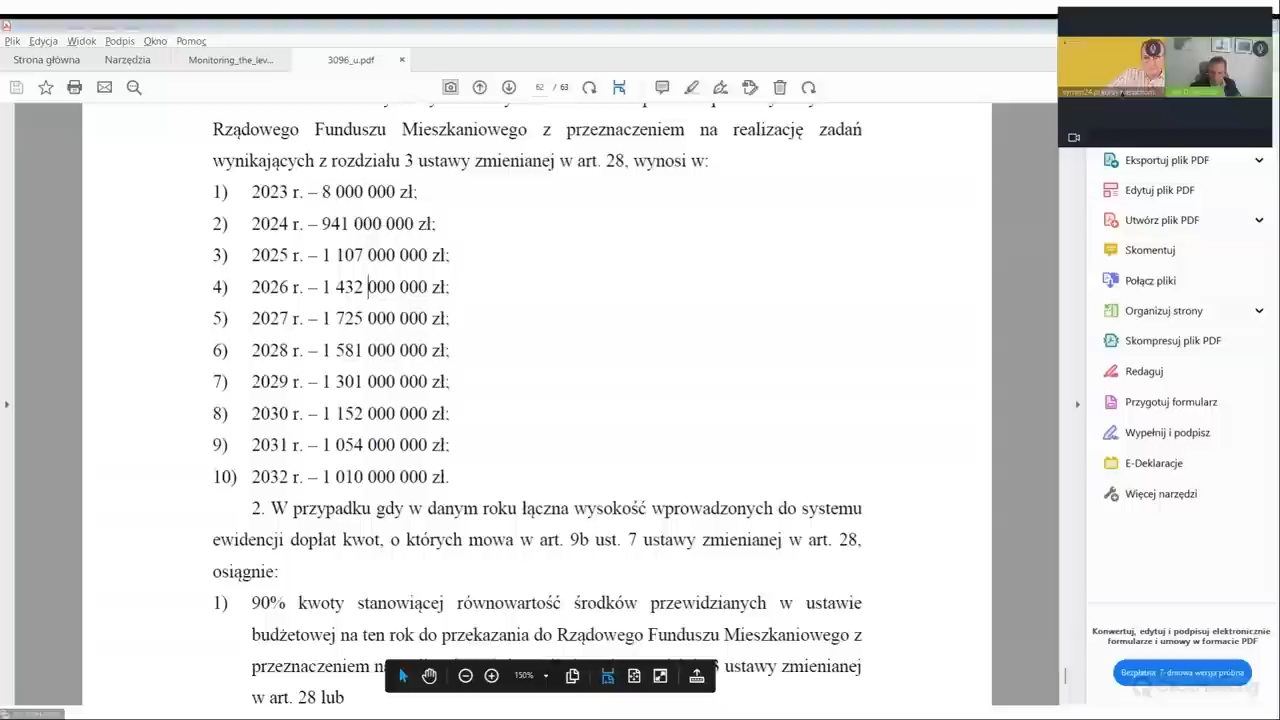 Plik Edycja Widok Podpis Okno Pomoc
Strona główna Narzędzia Monitoring_the_lev... 3096_u.pdf ×
62 / 63
Rządowego Funduszu Mieszkaniowego z przeznaczeniem na realizację zadań
wynikających z rozdziału 3 ustawy zmienianej w art. 28, wynosi w:
1) 2023 r. – 8 000 000 zł;
2) 2024 r. – 941 000 000 zł;
3) 2025 r. – 1 107 000 000 zł;
4) 2026 r. – 1 432 000 000 zł;
5) 2027 r. – 1 725 000 000 zł;
6) 2028 r. – 1 581 000 000 zł;
7) 2029 r. – 1 301 000 000 zł;
8) 2030 r. – 1 152 000 000 zł;
9) 2031 r. – 1 054 000 000 zł;
10) 2032 r. – 1 010 000 000 zł.
2. W przypadku gdy w danym roku łączna wysokość wprowadzonych do systemu
ewidencji dopłat kwot, o których mowa w art. 9b ust. 7 ustawy zmienianej w art. 28,
osiągnie:
1) 90% kwoty stanowiącej równowartość środków przewidzianych w ustawie
budżetowej na ten rok do przekazania do Rządowego Funduszu Mieszkaniowego z
przeznaczeniem ustawy zmienianej
w art. 28 lub
150%
Eksportuj plik PDF
Edytuj plik PDF
Utwórz plik PDF
Skomentuj
Połącz pliki
Organizuj strony
Skompresuj plik PDF
Redaguj
Przygotuj formularz
Wypełnij i podpisz
E-Deklaracje
Więcej narzędzi
Konwertuj, edytuj i podpisuj elektronicznie
formularze i umowy w formacie PDF
Bezpłatna 7-dniowa wersja próbna